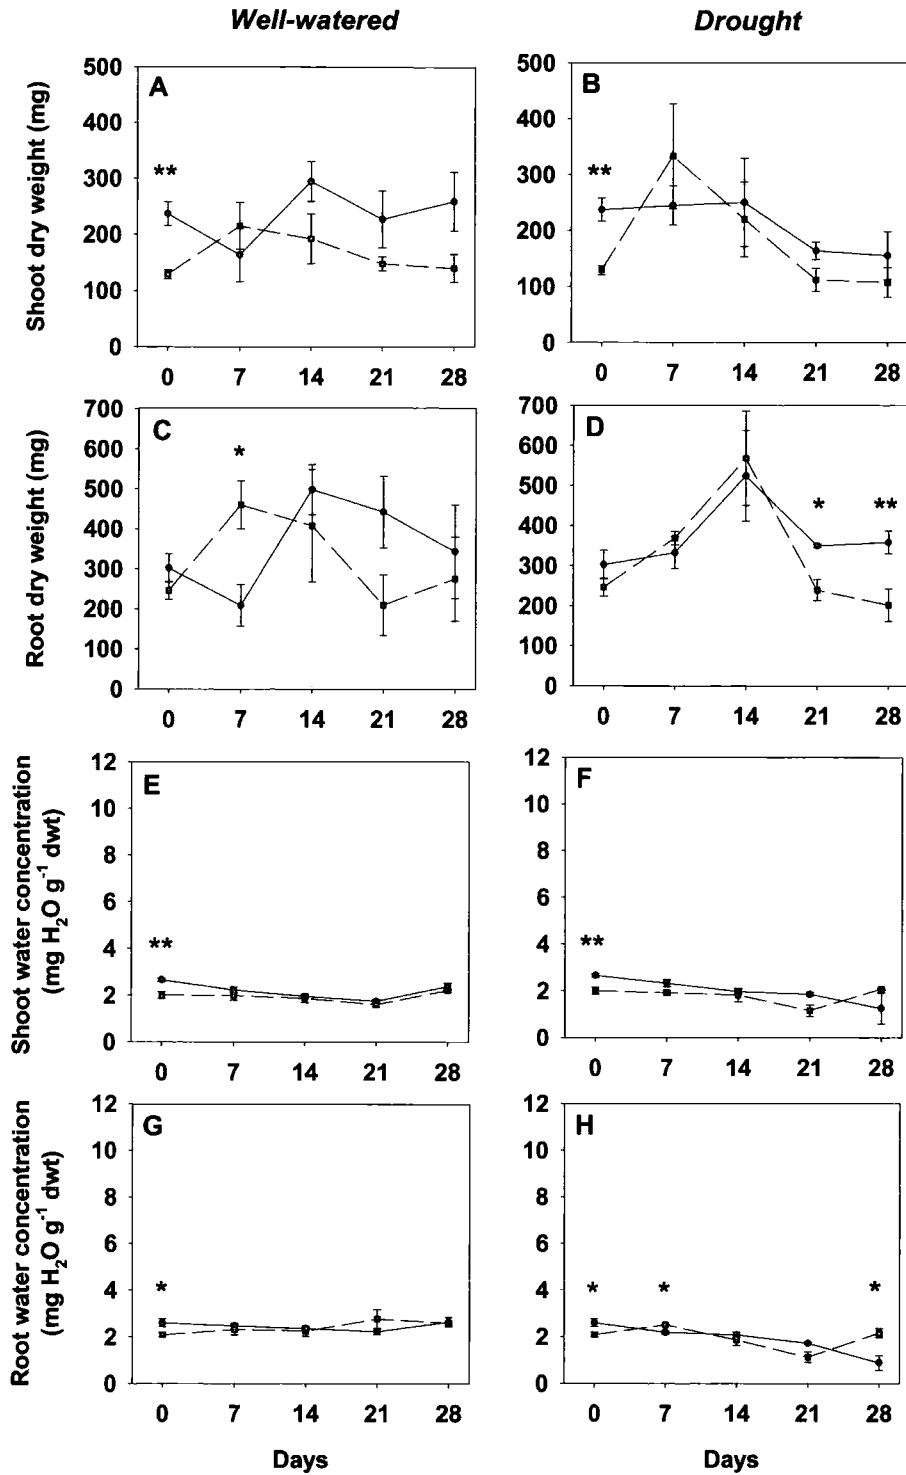 Well-watered
Drought
Shoot dry weight (mg)
500
400
300
200
100
0
A
**
0 7 14 21 28
500
400
300
200
100
0
B
**
0 7 14 21 28
Root dry weight (mg)
700
600
500
400
300
200
100
0
C
*
0 7 14 21 28
700
600
500
400
300
200
100
0
D
*
**
0 7 14 21 28
Shoot water concentration
(mg H₂O g⁻¹ dwt)
12
10
8
6
4
2
0
E
**
0 7 14 21 28
12
10
8
6
4
2
0
F
**
0 7 14 21 28
Root water concentration
(mg H₂O g⁻¹ dwt)
12
10
8
6
4
2
0
G
*
0 7 14 21 28
Days
12
10
8
6
4
2
0
H
*
*
*
0 7 14 21 28
Days